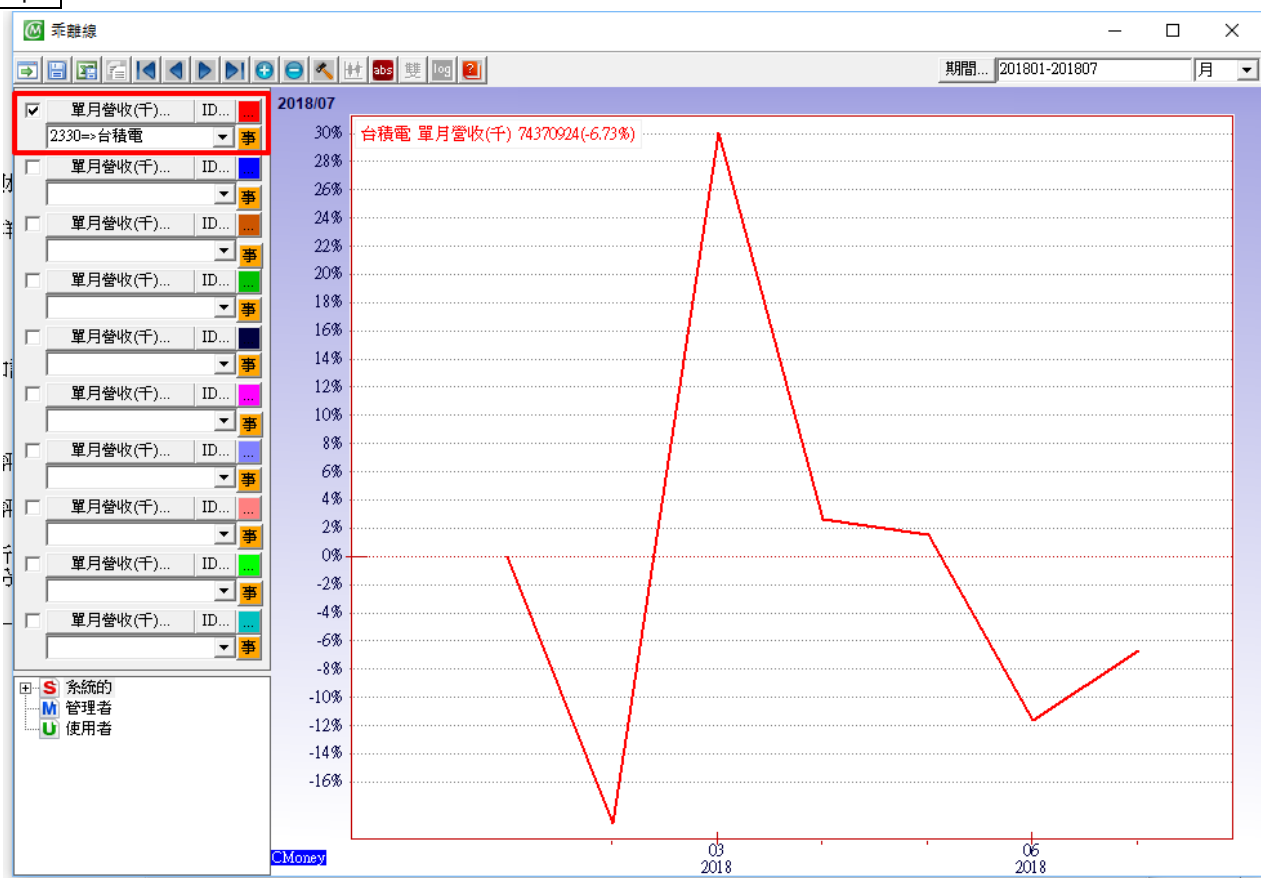 乖離線
abs 雙 log
期間... 201801-201807 月
單月營收(千)... ID... ...
2330=>台積電 事
單月營收(千)... ID... ...
事
單月營收(千)... ID... ...
事
單月營收(千)... ID... ...
事
單月營收(千)... ID... ...
事
單月營收(千)... ID... ...
事
單月營收(千)... ID... ...
事
單月營收(千)... ID... ...
事
單月營收(千)... ID... ...
事
單月營收(千)... ID... ...
事
S 系統的
M 管理者
U 使用者
2018/07
台積電 單月營收(千) 74370924(-6.73%)
30%
28%
26%
24%
22%
20%
18%
16%
14%
12%
10%
8%
6%
4%
2%
0%
-2%
-4%
-6%
-8%
-10%
-12%
-14%
-16%
CMoney
03 06
2018 2018